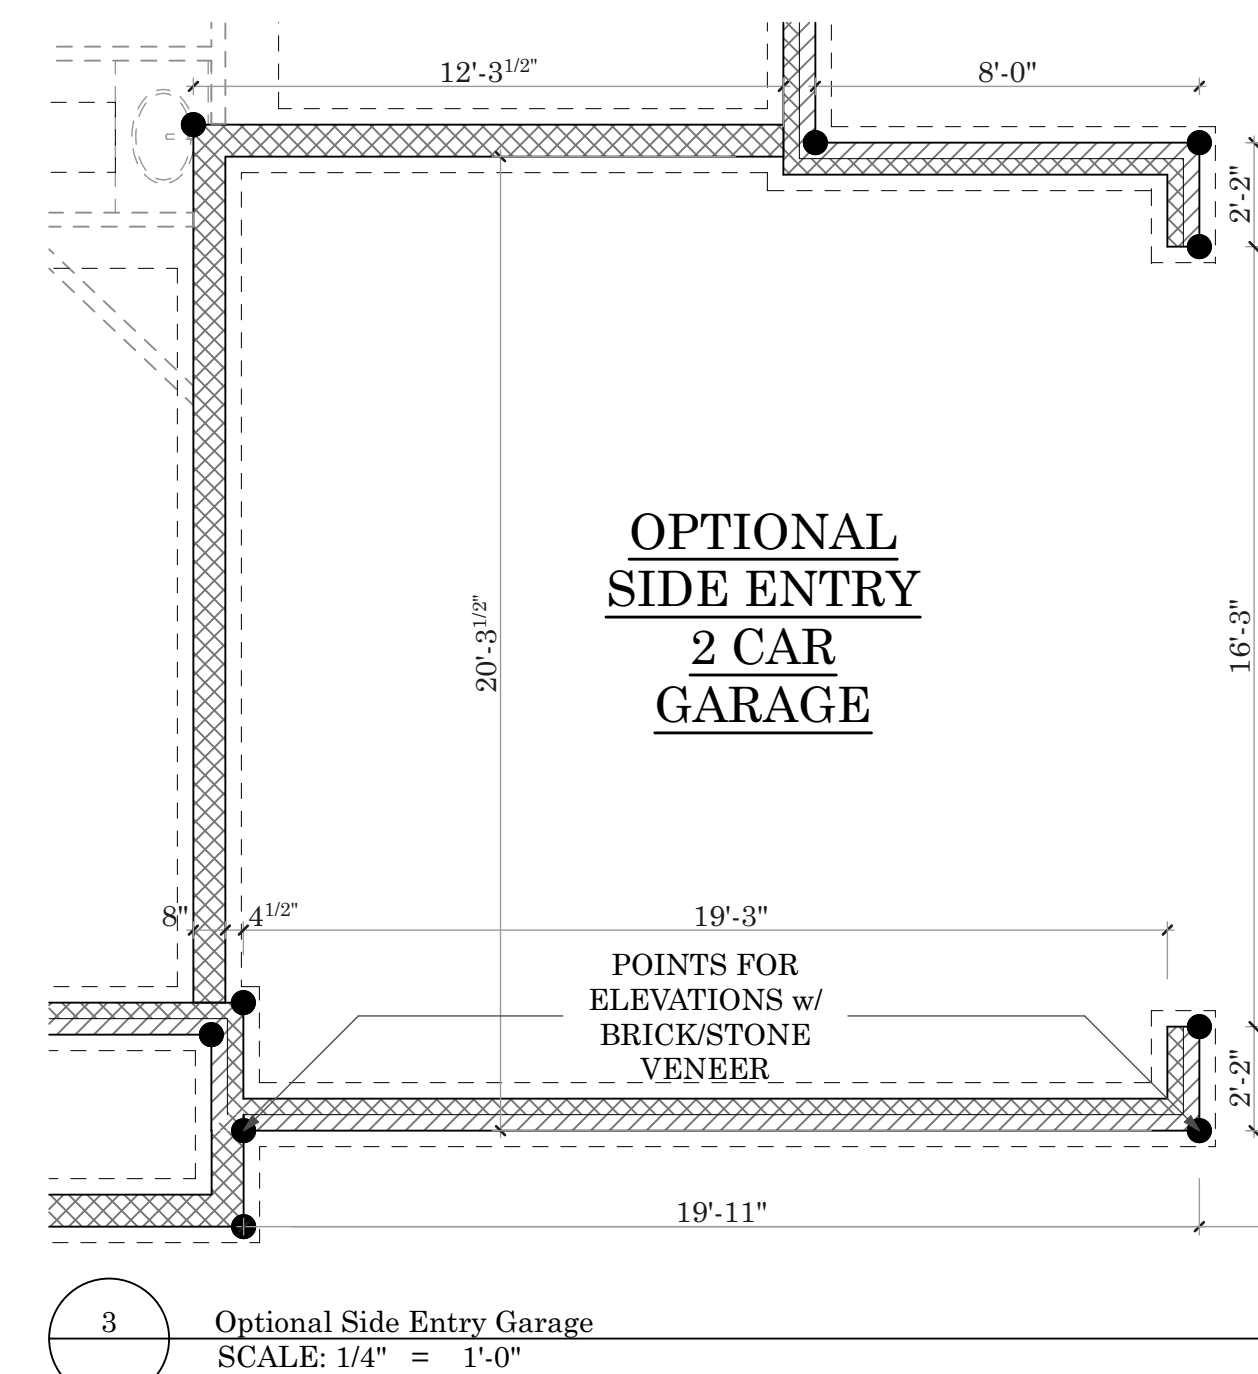 12'-3 1/2"
8'-0"
2'-2"
OPTIONAL
SIDE ENTRY
2 CAR
GARAGE
20'-3 1/2"
16'-3"
8"
4 1/2"
19'-3"
POINTS FOR
ELEVATIONS w/
BRICK/STONE
VENEER
2'-2"
19'-11"
3
Optional Side Entry Garage
SCALE: 1/4" = 1'-0"